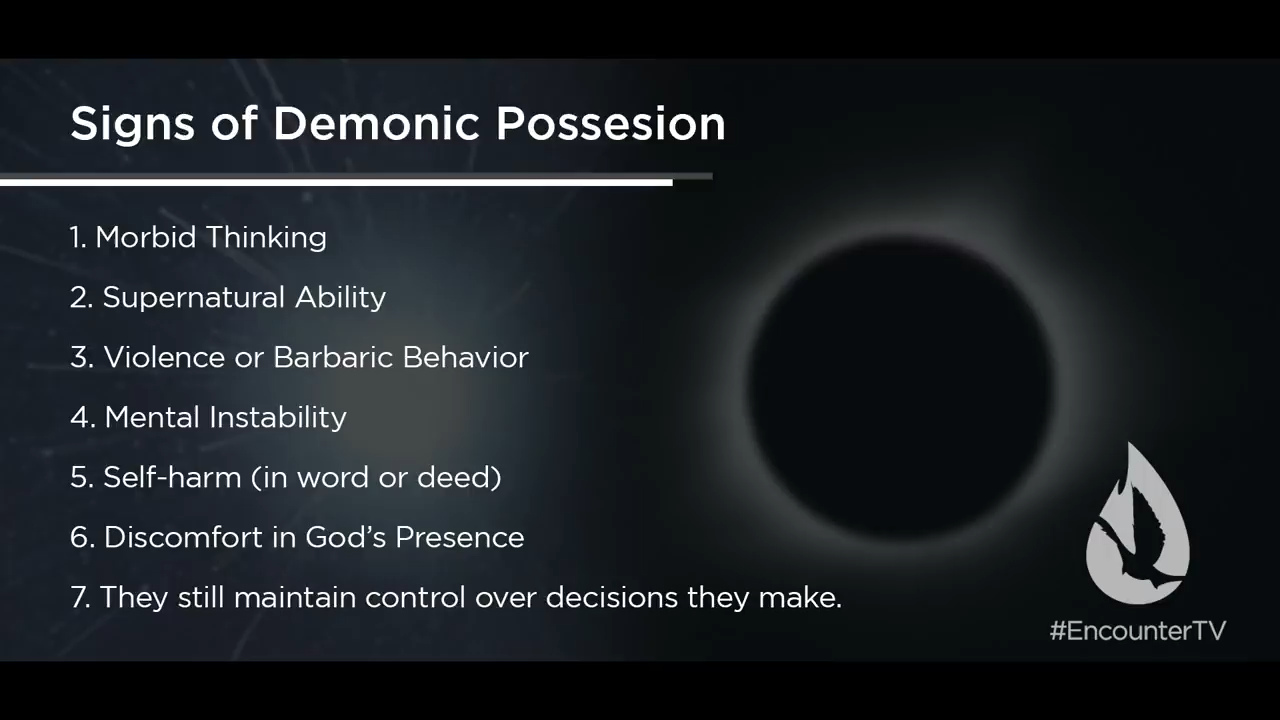 Signs of Demonic Possesion
1. Morbid Thinking
2. Supernatural Ability
3. Violence or Barbaric Behavior
4. Mental Instability
5. Self-harm (in word or deed)
6. Discomfort in God’s Presence
7. They still maintain control over decisions they make.
#EncounterTV